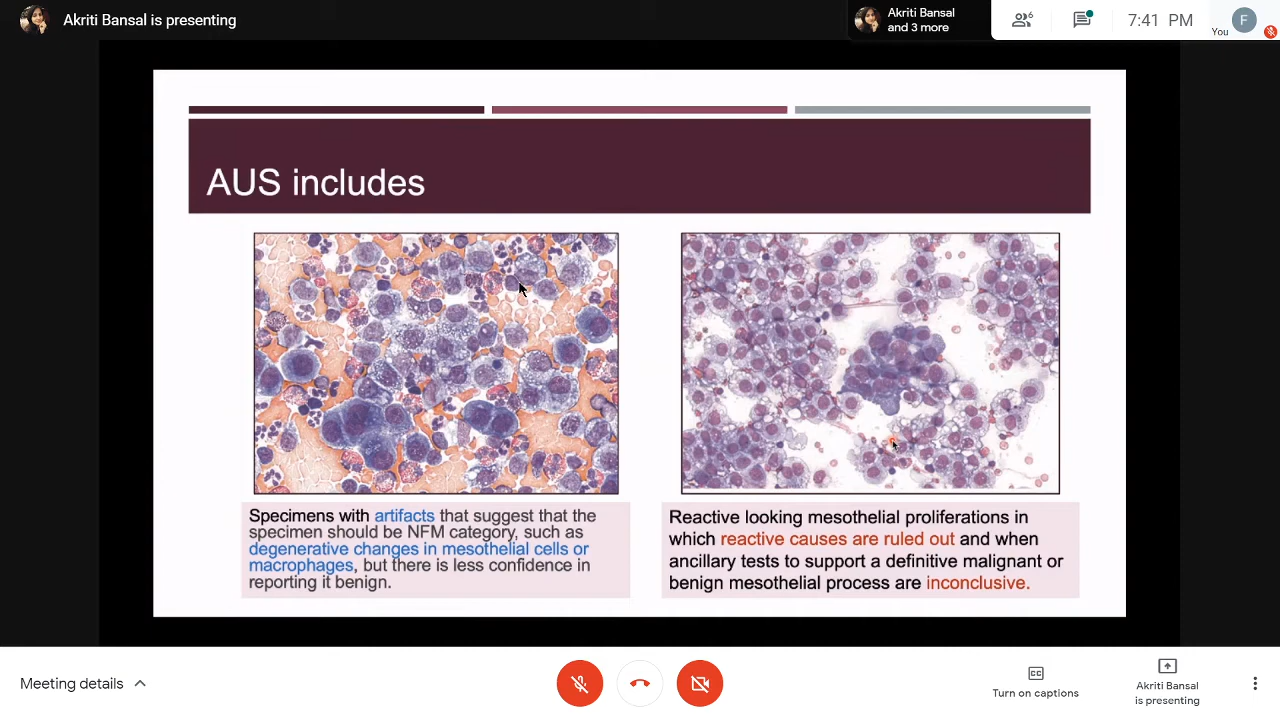 Akriti Bansal is presenting
Akriti Bansal
and 3 more
6
7:41 PM
You
F
AUS includes
Specimens with artifacts that suggest that the
specimen should be NFM category, such as
degenerative changes in mesothelial cells or
macrophages, but there is less confidence in
reporting it benign.
Reactive looking mesothelial proliferations in
which reactive causes are ruled out and when
ancillary tests to support a definitive malignant or
benign mesothelial process are inconclusive.
Meeting details
CC
Turn on captions
Akriti Bansal
is presenting